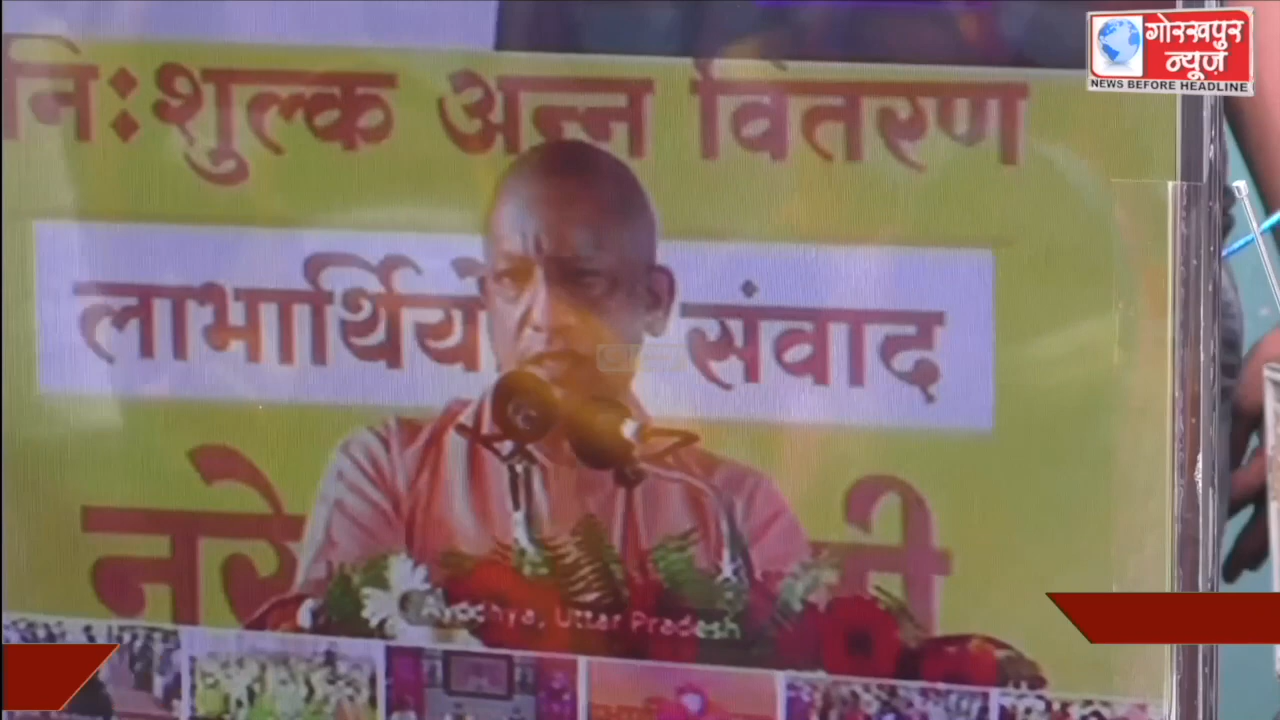 गोरखपुर
न्यूज़
NEWS BEFORE HEADLINE
निःशुल्क अन्न वितरण
संवाद
Ayodhya, Uttar Pradesh